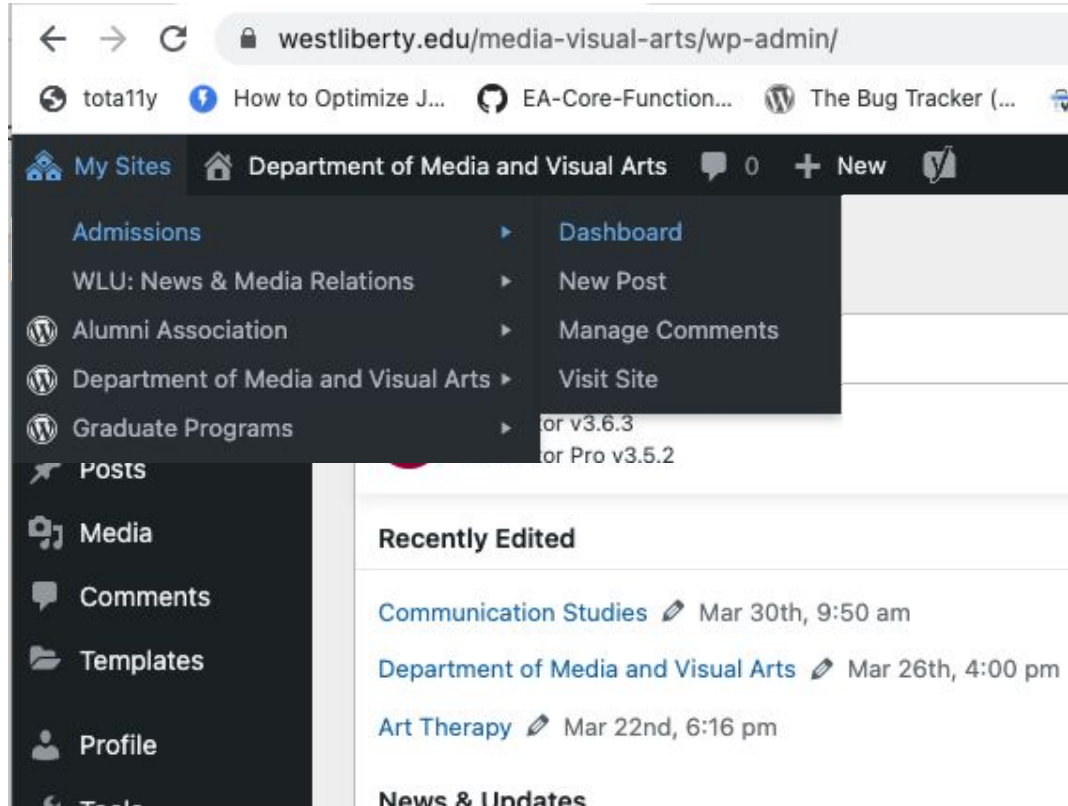 westliberty.edu/media-visual-arts/wp-admin/
tota11y How to Optimize J... EA-Core-Function... The Bug Tracker (...
My Sites Department of Media and Visual Arts 0 + New
Admissions
WLU: News & Media Relations
Alumni Association
Department of Media and Visual Arts
Graduate Programs
Dashboard
New Post
Manage Comments
Visit Site
tor v3.6.3
tor Pro v3.5.2
Posts
Media
Comments
Templates
Profile
Tools
Recently Edited
Communication Studies Mar 30th, 9:50 am
Department of Media and Visual Arts Mar 26th, 4:00 pm
Art Therapy Mar 22nd, 6:16 pm
News & Updates